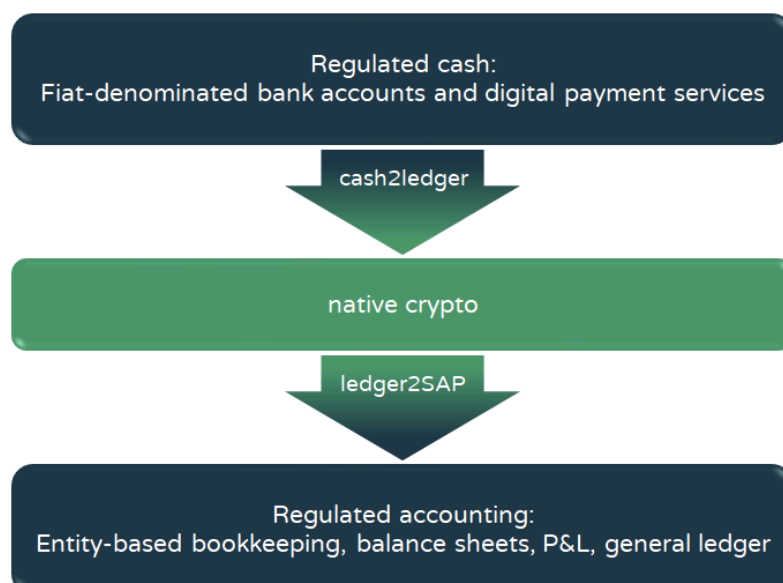 Regulated cash:
Fiat-denominated bank accounts and digital payment services
cash2ledger
native crypto
ledger2SAP
Regulated accounting:
Entity-based bookkeeping, balance sheets, P&L, general ledger